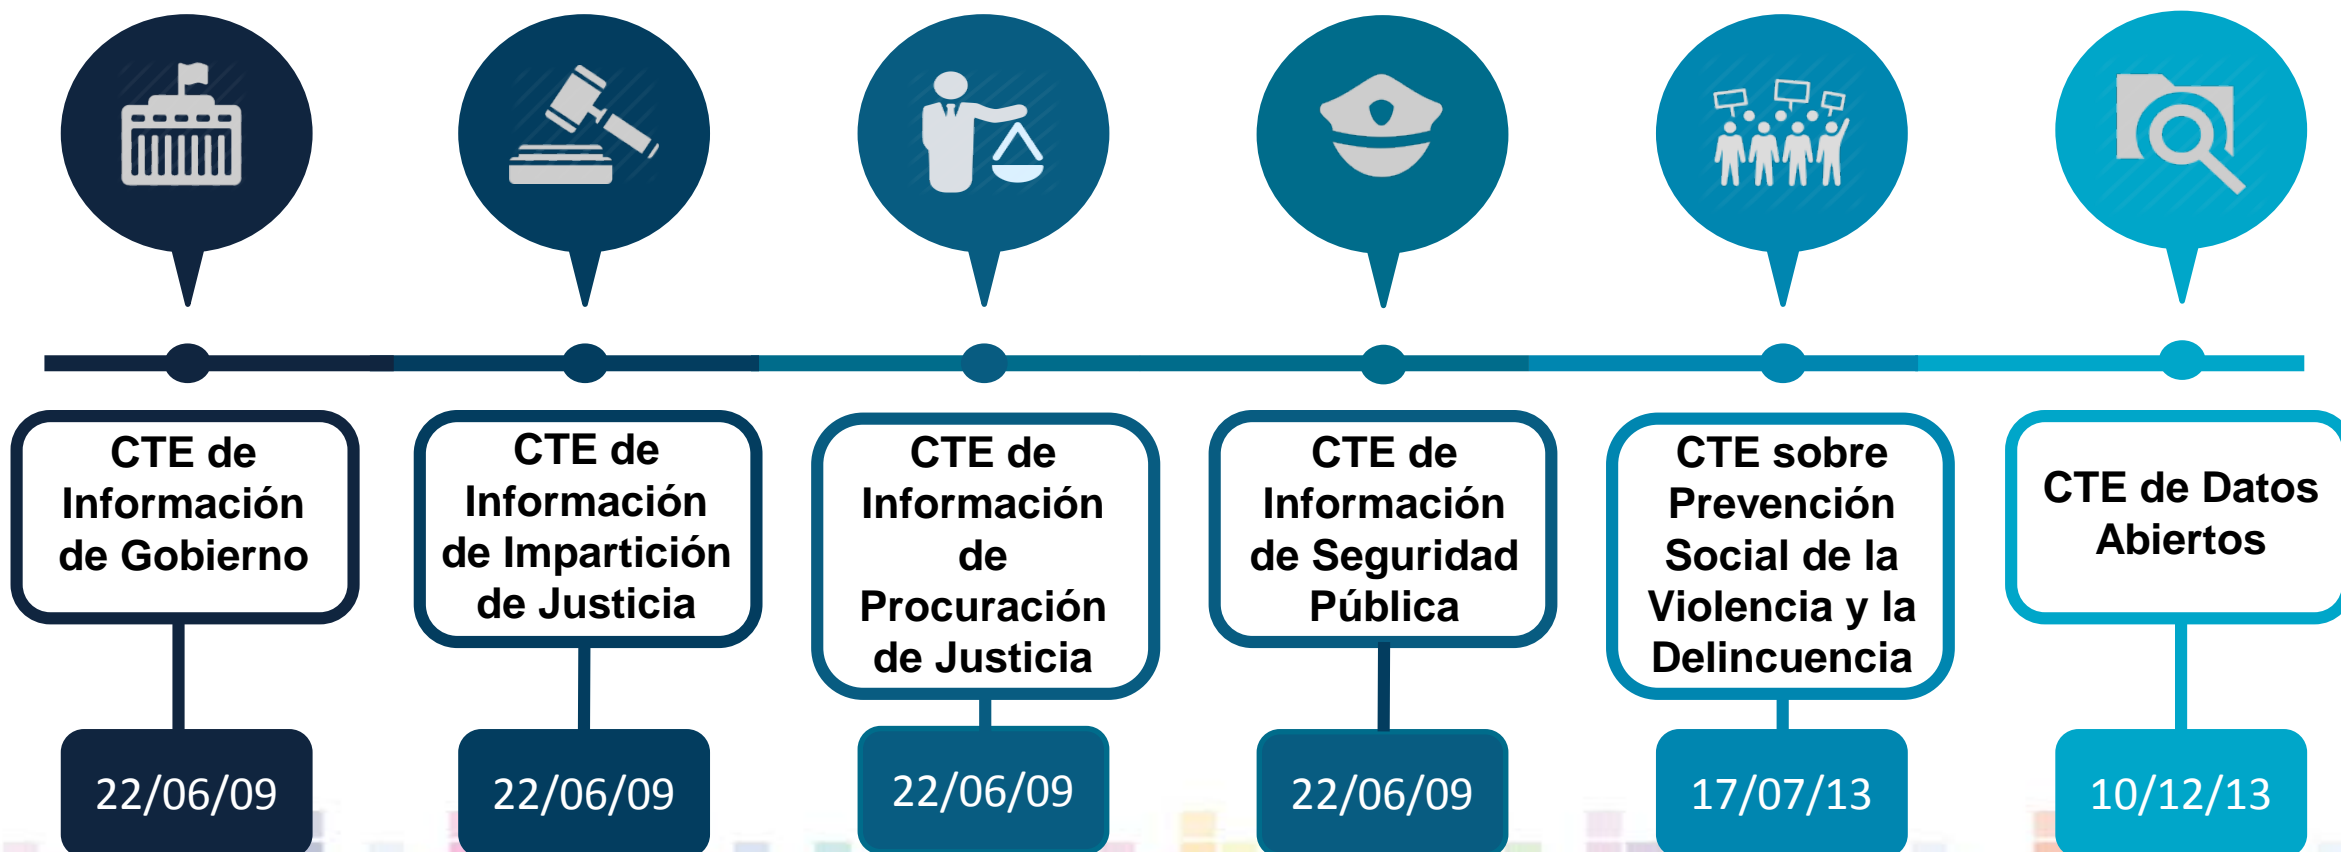 CTE de
Información
de Gobierno
22/06/09
CTE de
Información
de Impartición
de Justicia
22/06/09
CTE de
Información
de
Procuración
de Justicia
22/06/09
CTE de
Información
de Seguridad
Pública
22/06/09
CTE sobre
Prevención
Social de la
Violencia y la
Delincuencia
17/07/13
CTE de Datos
Abiertos
10/12/13